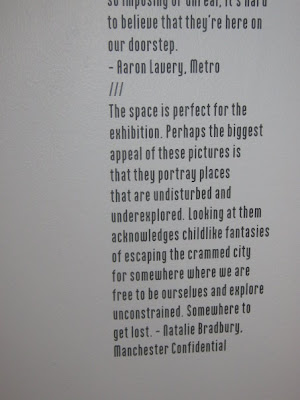 so imposing or unreal, it's hard
to believe that they're here on
our doorstep.
- Aaron Lavery, Metro
///
The space is perfect for the
exhibition. Perhaps the biggest
appeal of these pictures is
that they portray places
that are undisturbed and
underexplored. Looking at them
acknowledges childlike fantasies
of escaping the crammed city
for somewhere where we are
free to be ourselves and explore
unconstrained. Somewhere to
get lost. - Natalie Bradbury,
Manchester Confidential